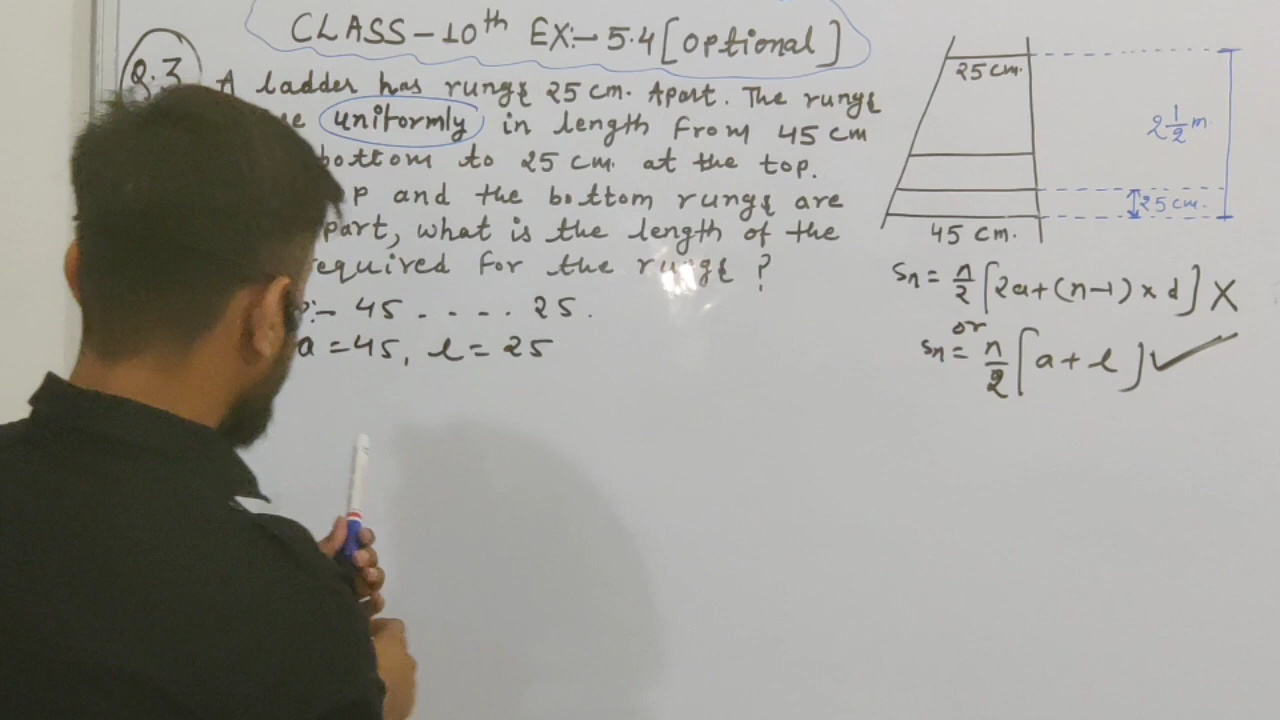 CLASS-10th EX:- 5.4 [optional]
Q.3 A ladder has rungs 25 cm. Apart. The rungs
uniformly in length from 45 cm
bottom to 25 cm. at the top.
P and the bottom rungs are
part, what is the length of the
equired for the rungs ?
:- 45 . . . . . 25.
a = 45, l = 25
25 cm.
2 1/2 m.
25 cm.
45 cm.
Sn = n/2 [2a+(n-1)×d] X
or
Sn = n/2 [a+l] ✓